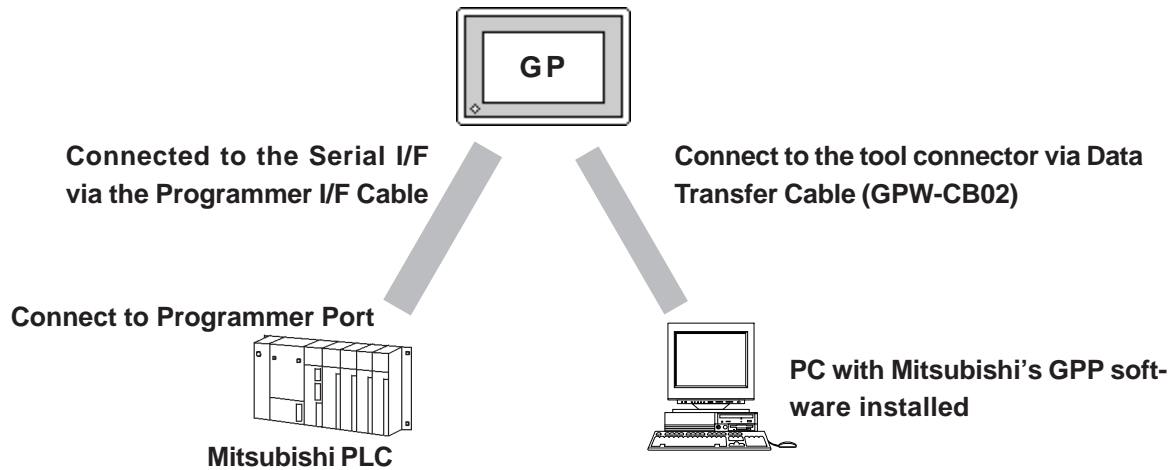 GP
Connected to the Serial I/F
via the Programmer I/F Cable
Connect to the tool connector via Data
Transfer Cable (GPW-CB02)
Connect to Programmer Port
Mitsubishi PLC
PC with Mitsubishi's GPP soft-
ware installed